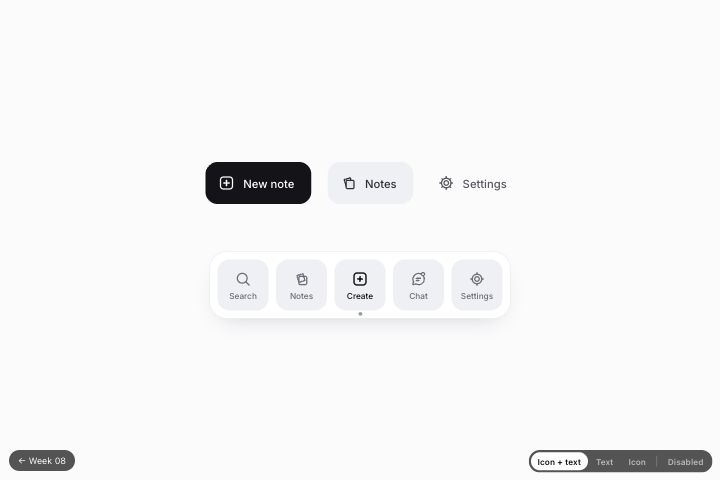 New note
Notes
Settings
Search
Notes
Create
Chat
Settings
← Week 08
Icon + text
Text
Icon
Disabled